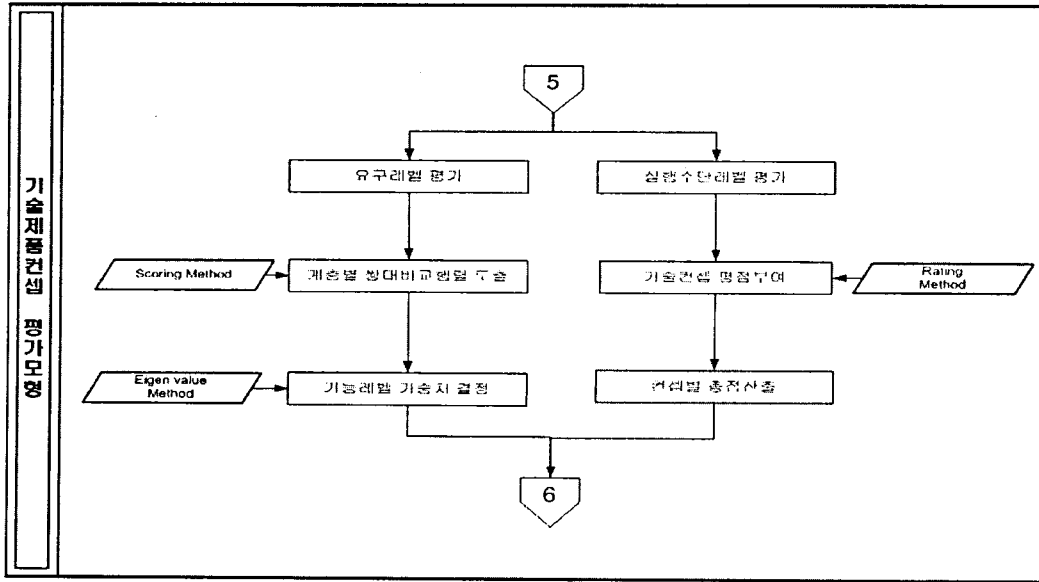 기술제품컨셉 평가모형
5
요구레벨 평가
실행수단레벨 평가
Scoring Method
계층별 쌍대비교행렬 도출
기술컨셉 평점부여
Rating
Method
Eigen value
Method
기능레벨 가중치 결정
컨셉별 총점산출
6